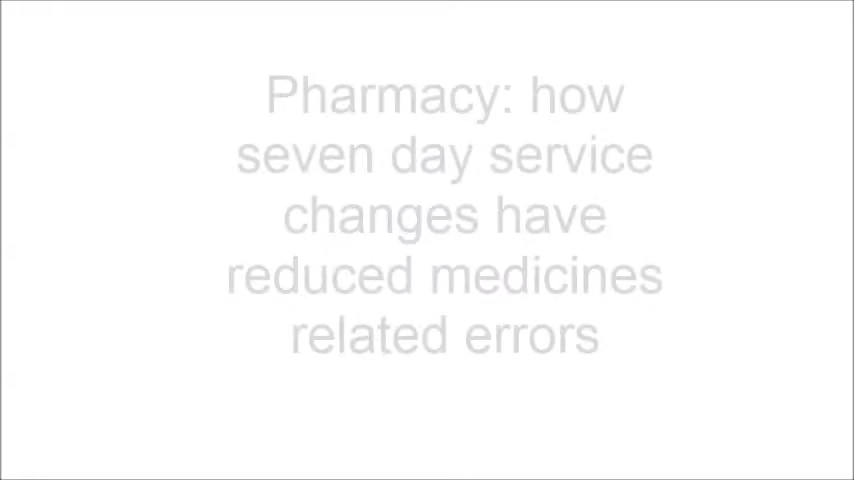 Pharmacy: how
seven day service
changes have
reduced medicines
related errors